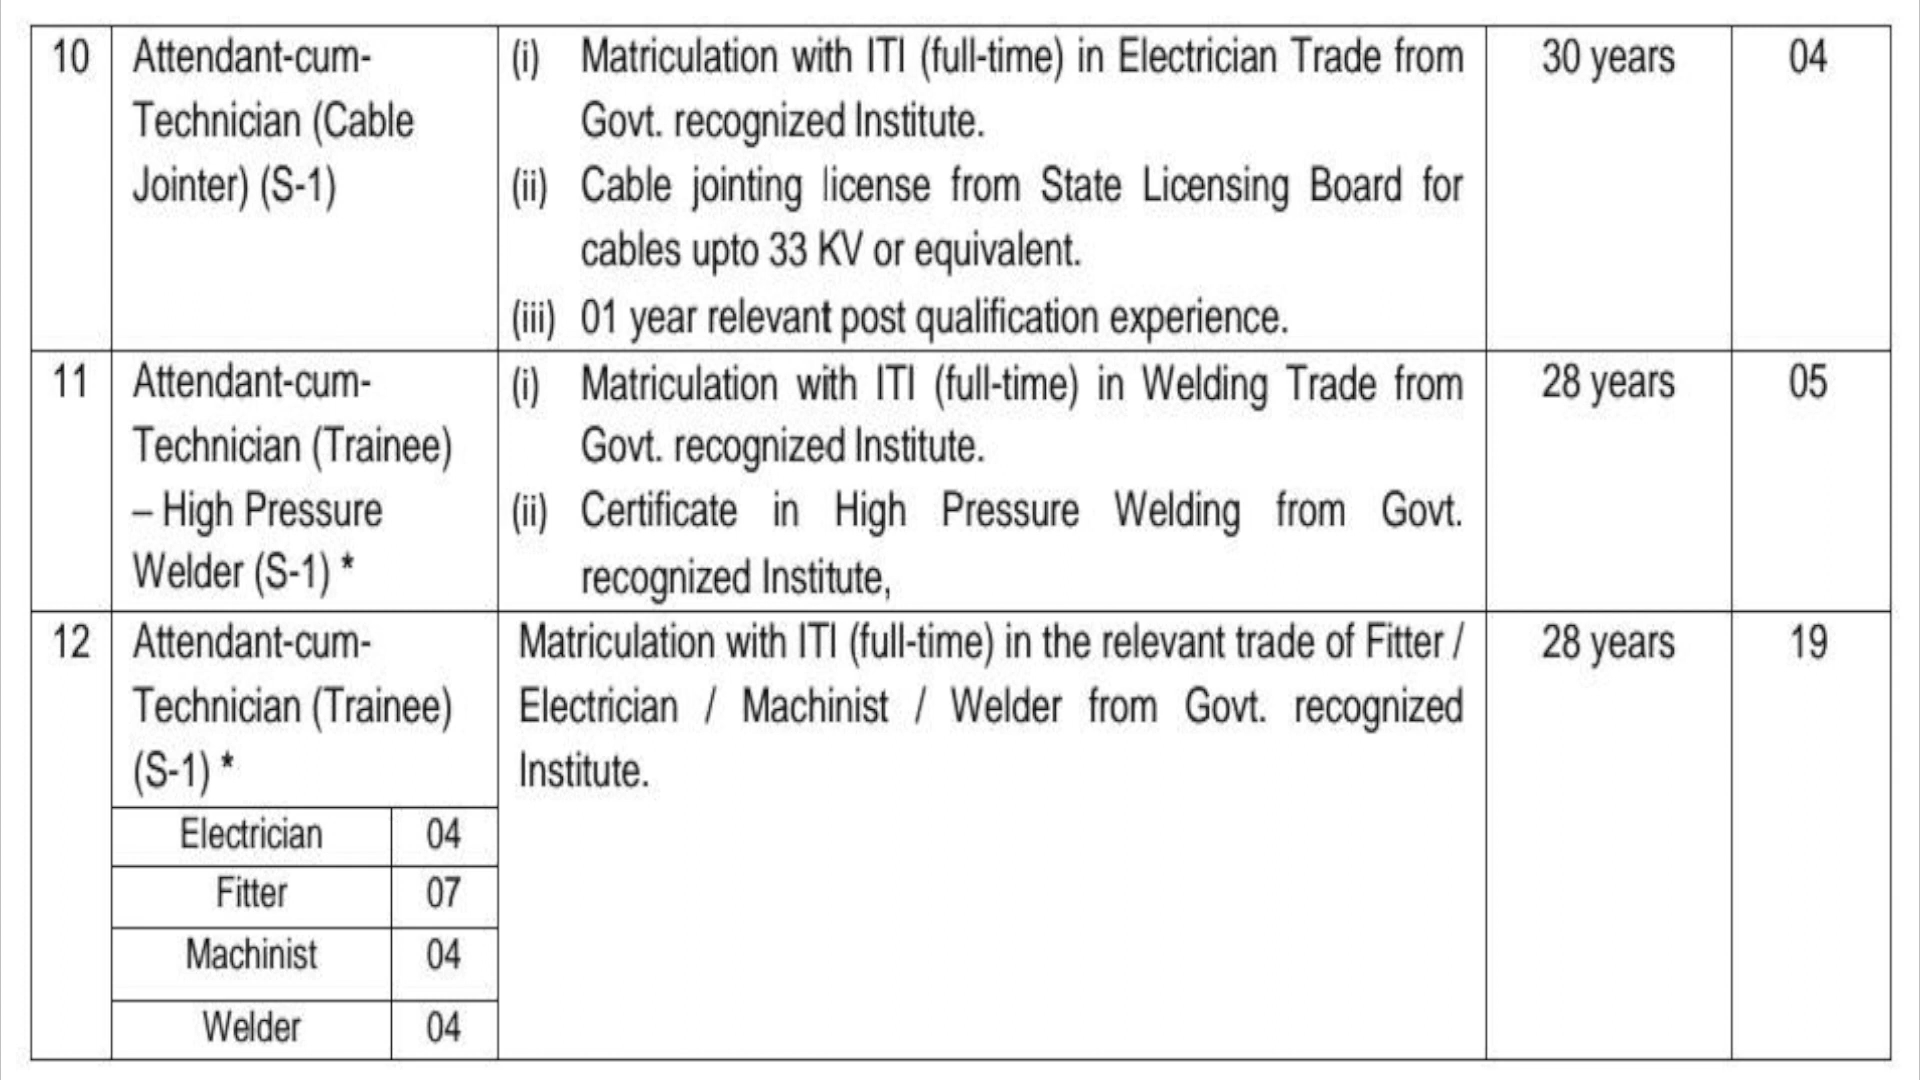 10
Attendant-cum-
Technician (Cable
Jointer) (S-1)
(i) Matriculation with ITI (full-time) in Electrician Trade from
Govt. recognized Institute.
(ii) Cable jointing license from State Licensing Board for
cables upto 33 KV or equivalent.
(iii) 01 year relevant post qualification experience.
30 years
04
11
Attendant-cum-
Technician (Trainee)
– High Pressure
Welder (S-1) *
(i) Matriculation with ITI (full-time) in Welding Trade from
Govt. recognized Institute.
(ii) Certificate in High Pressure Welding from Govt.
recognized Institute,
28 years
05
12
Attendant-cum-
Technician (Trainee)
(S-1) *
Electrician 04
Fitter 07
Machinist 04
Welder 04
Matriculation with ITI (full-time) in the relevant trade of Fitter /
Electrician / Machinist / Welder from Govt. recognized
Institute.
28 years
19